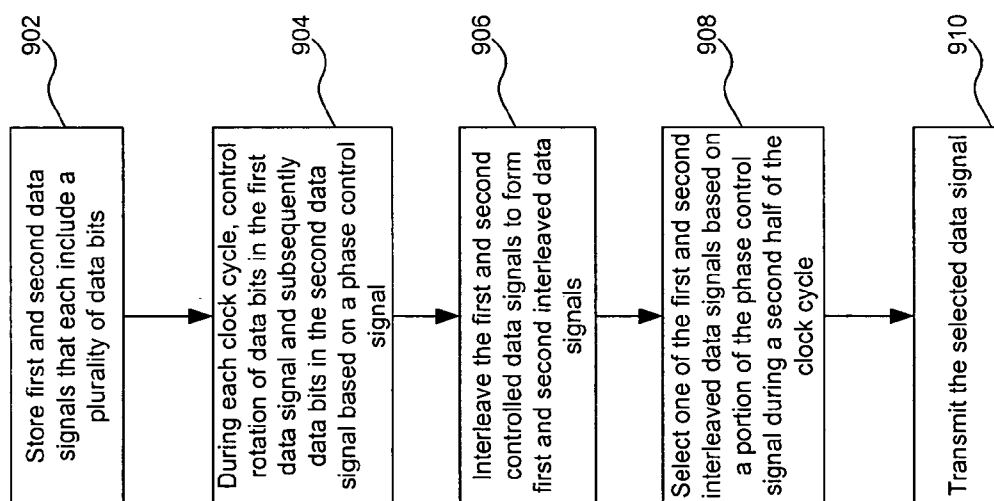 902
Store first and second data
signals that each include a
plurality of data bits
904
During each clock cycle, control
rotation of data bits in the first
data signal and subsequently
data bits in the second data
signal based on a phase control
signal
906
Interleave the first and second
controlled data signals to form
first and second interleaved data
signals
908
Select one of the first and second
interleaved data signals based on
a portion of the phase control
signal during a second half of the
clock cycle
910
Transmit the selected data signal